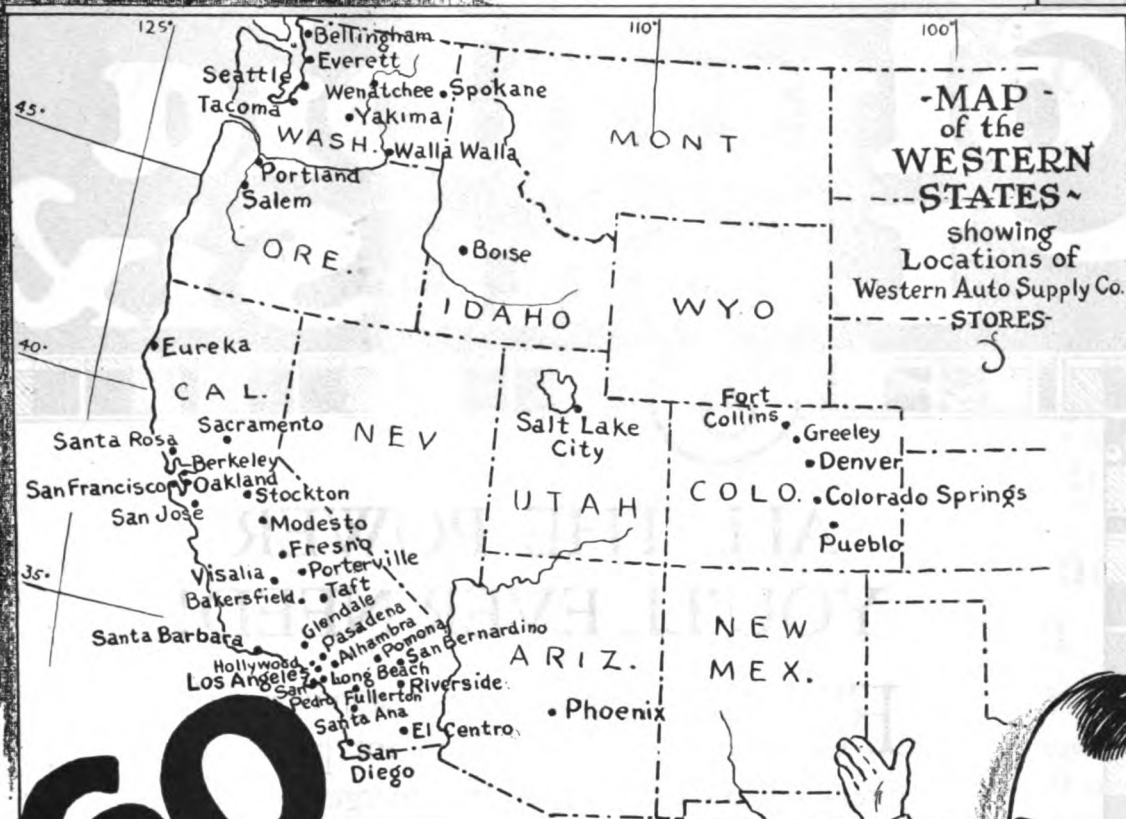 125°
110°
100°
45°
40°
35°
-MAP-
of the
WESTERN
STATES~
showing
Locations of
Western Auto Supply Co.
-STORES-
Bellingham
Everett
Seattle
Wenatchee
Spokane
Tacoma
Yakima
WASH.
Walla Walla
Portland
Salem
ORE.
MONT
Boise
IDAHO
WYO
Eureka
CAL.
Sacramento
NEV
Santa Rosa
Berkeley
San Francisco
Oakland
Stockton
San Jose
Modesto
Fresno
Visalia
Porterville
Bakersfield
Taft
Glendale
Pasadena
Santa Barbara
Alhambra
Pomona
San Bernardino
Hollywood
Los Angeles
Long Beach
San
Pedro
Fullerton
Riverside
Santa Ana
El Centro
San
Diego
Salt Lake
City
UTAH
Fort
Collins
Greeley
Denver
COLO.
Colorado Springs
Pueblo
ARIZ.
Phoenix
NEW
MEX.
60